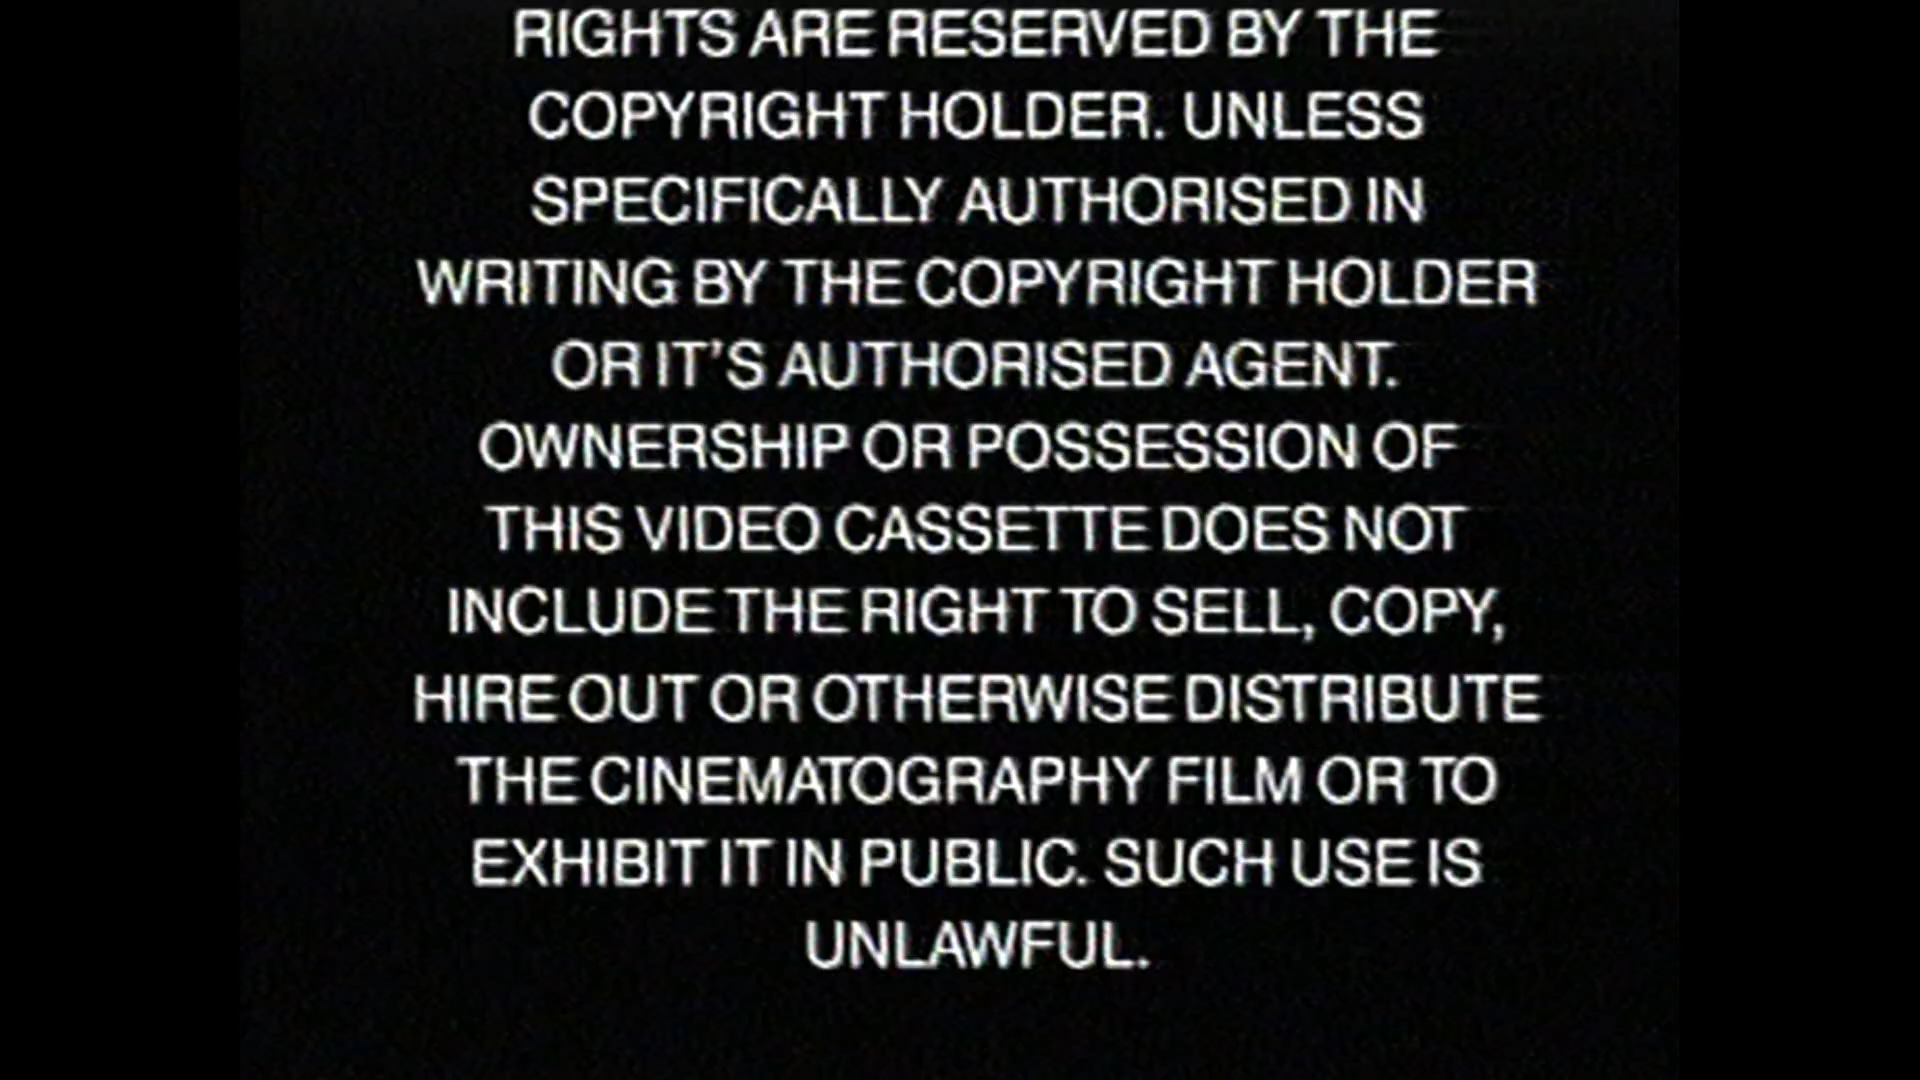 RIGHTS ARE RESERVED BY THE
COPYRIGHT HOLDER. UNLESS
SPECIFICALLY AUTHORISED IN
WRITING BY THE COPYRIGHT HOLDER
OR IT'S AUTHORISED AGENT.
OWNERSHIP OR POSSESSION OF
THIS VIDEO CASSETTE DOES NOT
INCLUDE THE RIGHT TO SELL, COPY,
HIRE OUT OR OTHERWISE DISTRIBUTE
THE CINEMATOGRAPHY FILM OR TO
EXHIBIT IT IN PUBLIC. SUCH USE IS
UNLAWFUL.